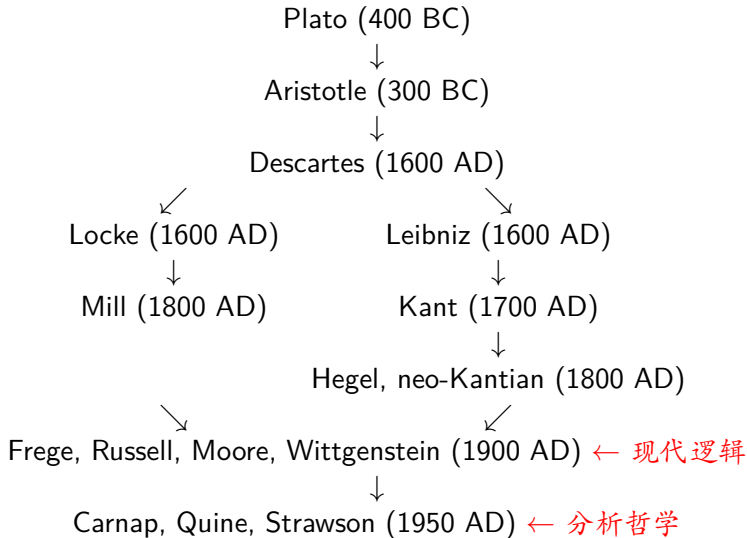 Plato (400 BC)
↓
Aristotle (300 BC)
↓
Descartes (1600 AD)
↙ ↘
Locke (1600 AD) Leibniz (1600 AD)
↓ ↓
Mill (1800 AD) Kant (1700 AD)
↓
Hegel, neo-Kantian (1800 AD)
↘ ↙
Frege, Russell, Moore, Wittgenstein (1900 AD) ← 现代逻辑
↓
Carnap, Quine, Strawson (1950 AD) ← 分析哲学